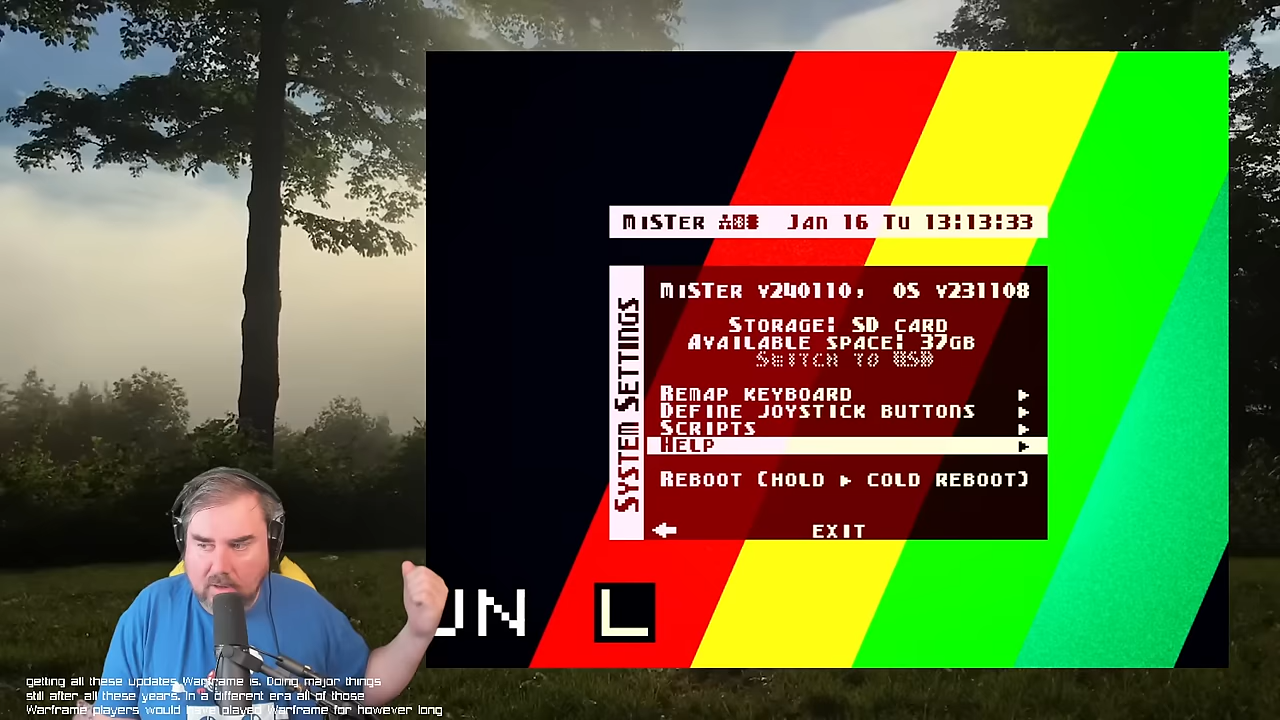 MiSTer Jan 16 Tu 13:13:33
System Settings
MiSTer v240110, OS v231108
Storage: SD card
Available space: 37GB
Switch to USB
Remap keyboard
Define joystick buttons
Scripts
Help
Reboot (hold ▸ cold reboot)
EXIT
UN L
getting all these updates Warframe is. Doing major things
still after all these years. In a different era all of those
Warframe players would have played Warframe for however long